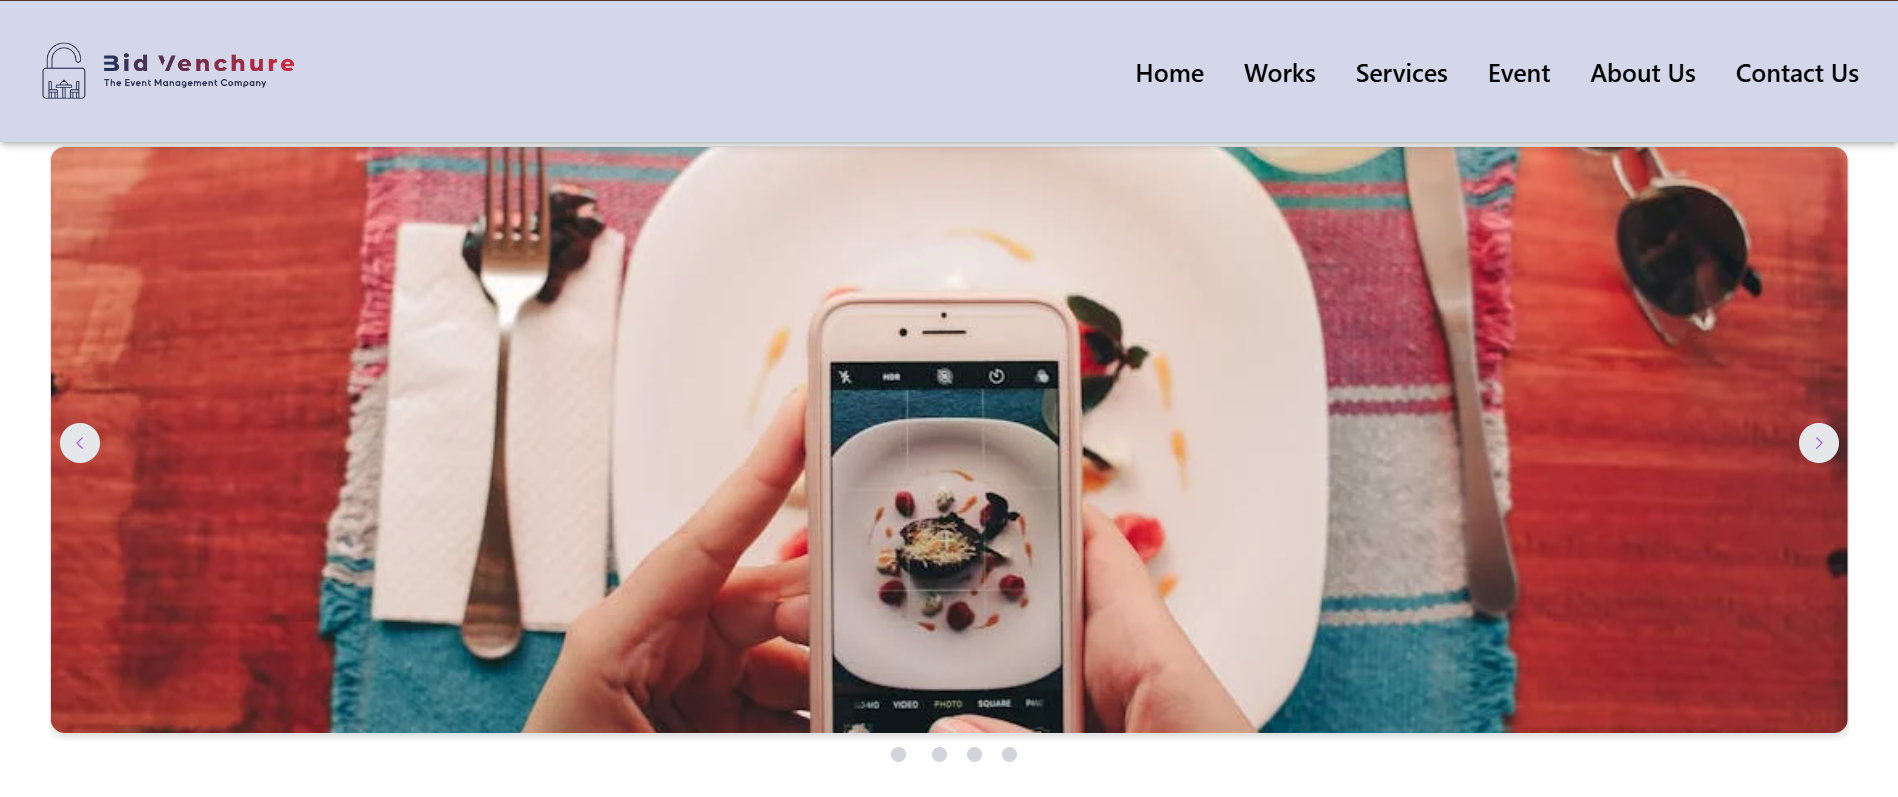 Bid Venchure
The Event Management Company
Home Works Services Event About Us Contact Us
HDR
VIDEO PHOTO SQUARE